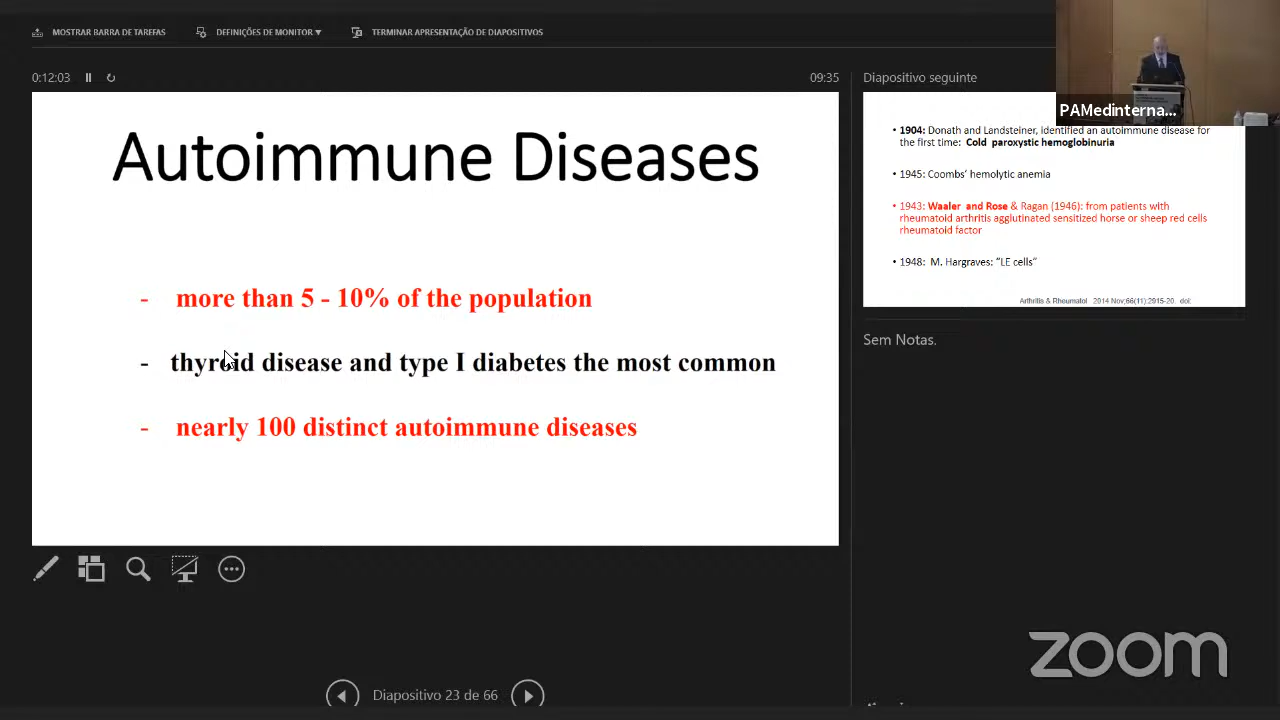 MOSTRAR BARRA DE TAREFAS
DEFINIÇÕES DE MONITOR ▾
TERMINAR APRESENTAÇÃO DE DIAPOSITIVOS
0:12:03
09:35
Autoimmune Diseases
- more than 5 - 10% of the population
- thyroid disease and type I diabetes the most common
- nearly 100 distinct autoimmune diseases
Diapositivo seguinte
PAMedinterna...
• 1904: Donath and Landsteiner, identified an autoimmune disease for
the first time: Cold paroxystic hemoglobinuria
• 1945: Coombs' hemolytic anemia
• 1943: Waaler and Rose & Ragan (1946): from patients with
rheumatoid arthritis agglutinated sensitized horse or sheep red cells
rheumatoid factor
• 1948: M. Hargraves: "LE cells"
Arthritis & Rheumatol 2014 Nov;66(11):2915-20. doi:
Sem Notas.
Diapositivo 23 de 66
zoom